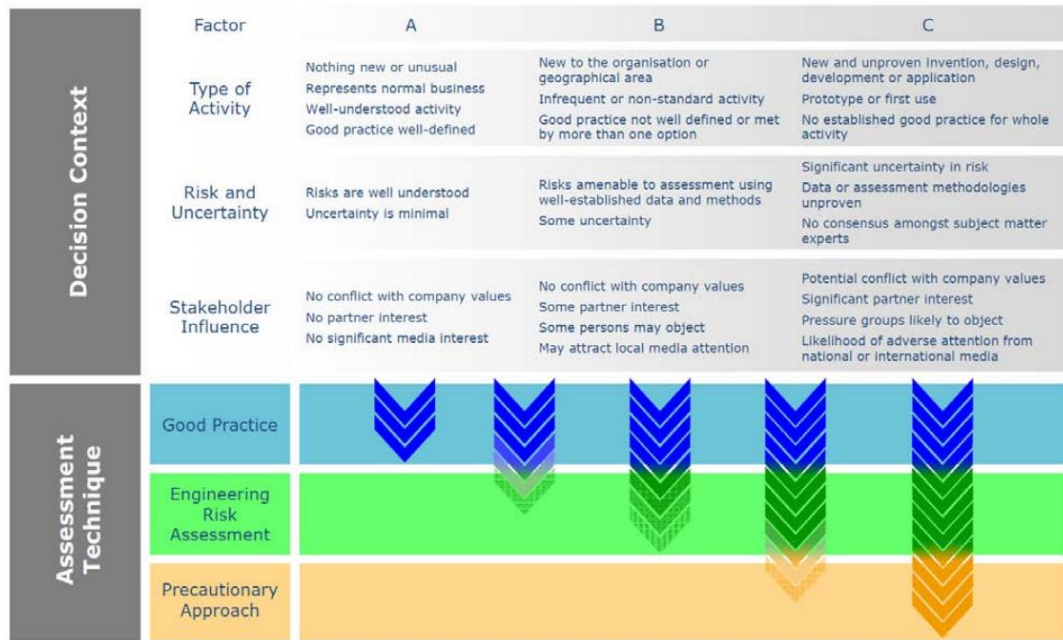 Decision Context
Factor
A
B
C
Type of
Activity
Nothing new or unusual
Represents normal business
Well-understood activity
Good practice well-defined
New to the organisation or
geographical area
Infrequent or non-standard activity
Good practice not well defined or met
by more than one option
New and unproven invention, design,
development or application
Prototype or first use
No established good practice for whole
activity
Risk and
Uncertainty
Risks are well understood
Uncertainty is minimal
Risks amenable to assessment using
well-established data and methods
Some uncertainty
Significant uncertainty in risk
Data or assessment methodologies
unproven
No consensus amongst subject matter
experts
Stakeholder
Influence
No conflict with company values
No partner interest
No significant media interest
No conflict with company values
Some partner interest
Some persons may object
May attract local media attention
Potential conflict with company values
Significant partner interest
Pressure groups likely to object
Likelihood of adverse attention from
national or international media
Assessment
Technique
Good Practice
Engineering
Risk
Assessment
Precautionary
Approach